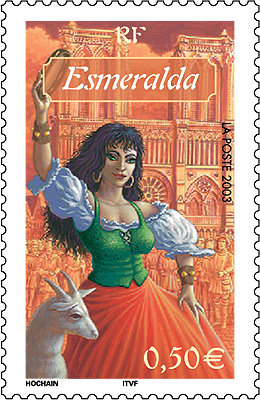 RF
Esmeralda
LA POSTE 2003
0,50€
HOCHAIN
ITVF